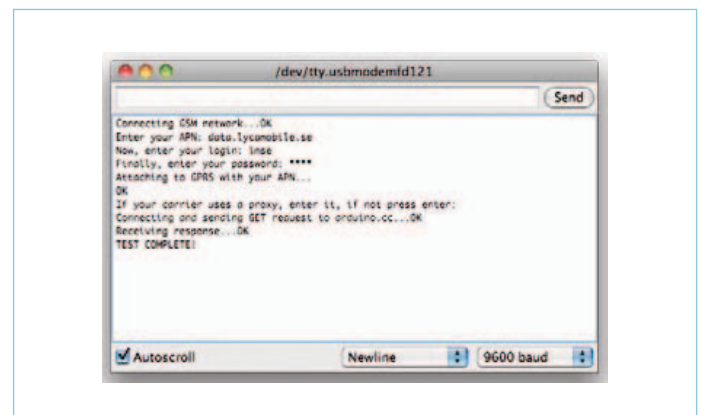 /dev/tty.usbmodemfd121
Send
Connecting GSM network...OK
Enter your APN: data.lycamobile.se
Now, enter your login: lmse
Finally, enter your password: ****
Attaching to GPRS with your APN...
OK
If your carrier uses a proxy, enter it, if not press enter:
Connecting and sending GET request to arduino.cc...OK
Receiving response...OK
TEST COMPLETE!
Autoscroll
Newline
9600 baud